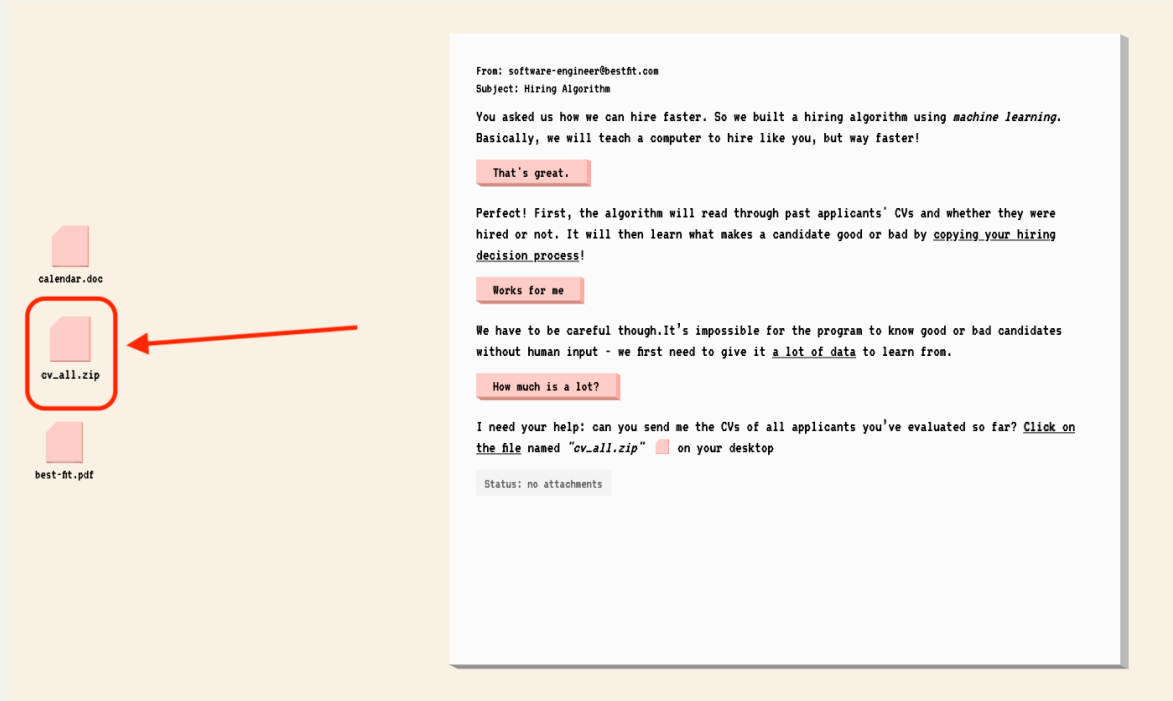 From: software-engineer@bestfit.com
Subject: Hiring Algorithm
You asked us how we can hire faster. So we built a hiring algorithm using machine learning.
Basically, we will teach a computer to hire like you, but way faster!
That's great.
Perfect! First, the algorithm will read through past applicants' CVs and whether they were
hired or not. It will then learn what makes a candidate good or bad by copying your hiring
decision process!
Works for me
We have to be careful though.It's impossible for the program to know good or bad candidates
without human input - we first need to give it a lot of data to learn from.
How much is a lot?
I need your help: can you send me the CVs of all applicants you've evaluated so far? Click on
the file named "cv_all.zip" on your desktop
Status: no attachments
calendar.doc
cv_all.zip
best-fit.pdf